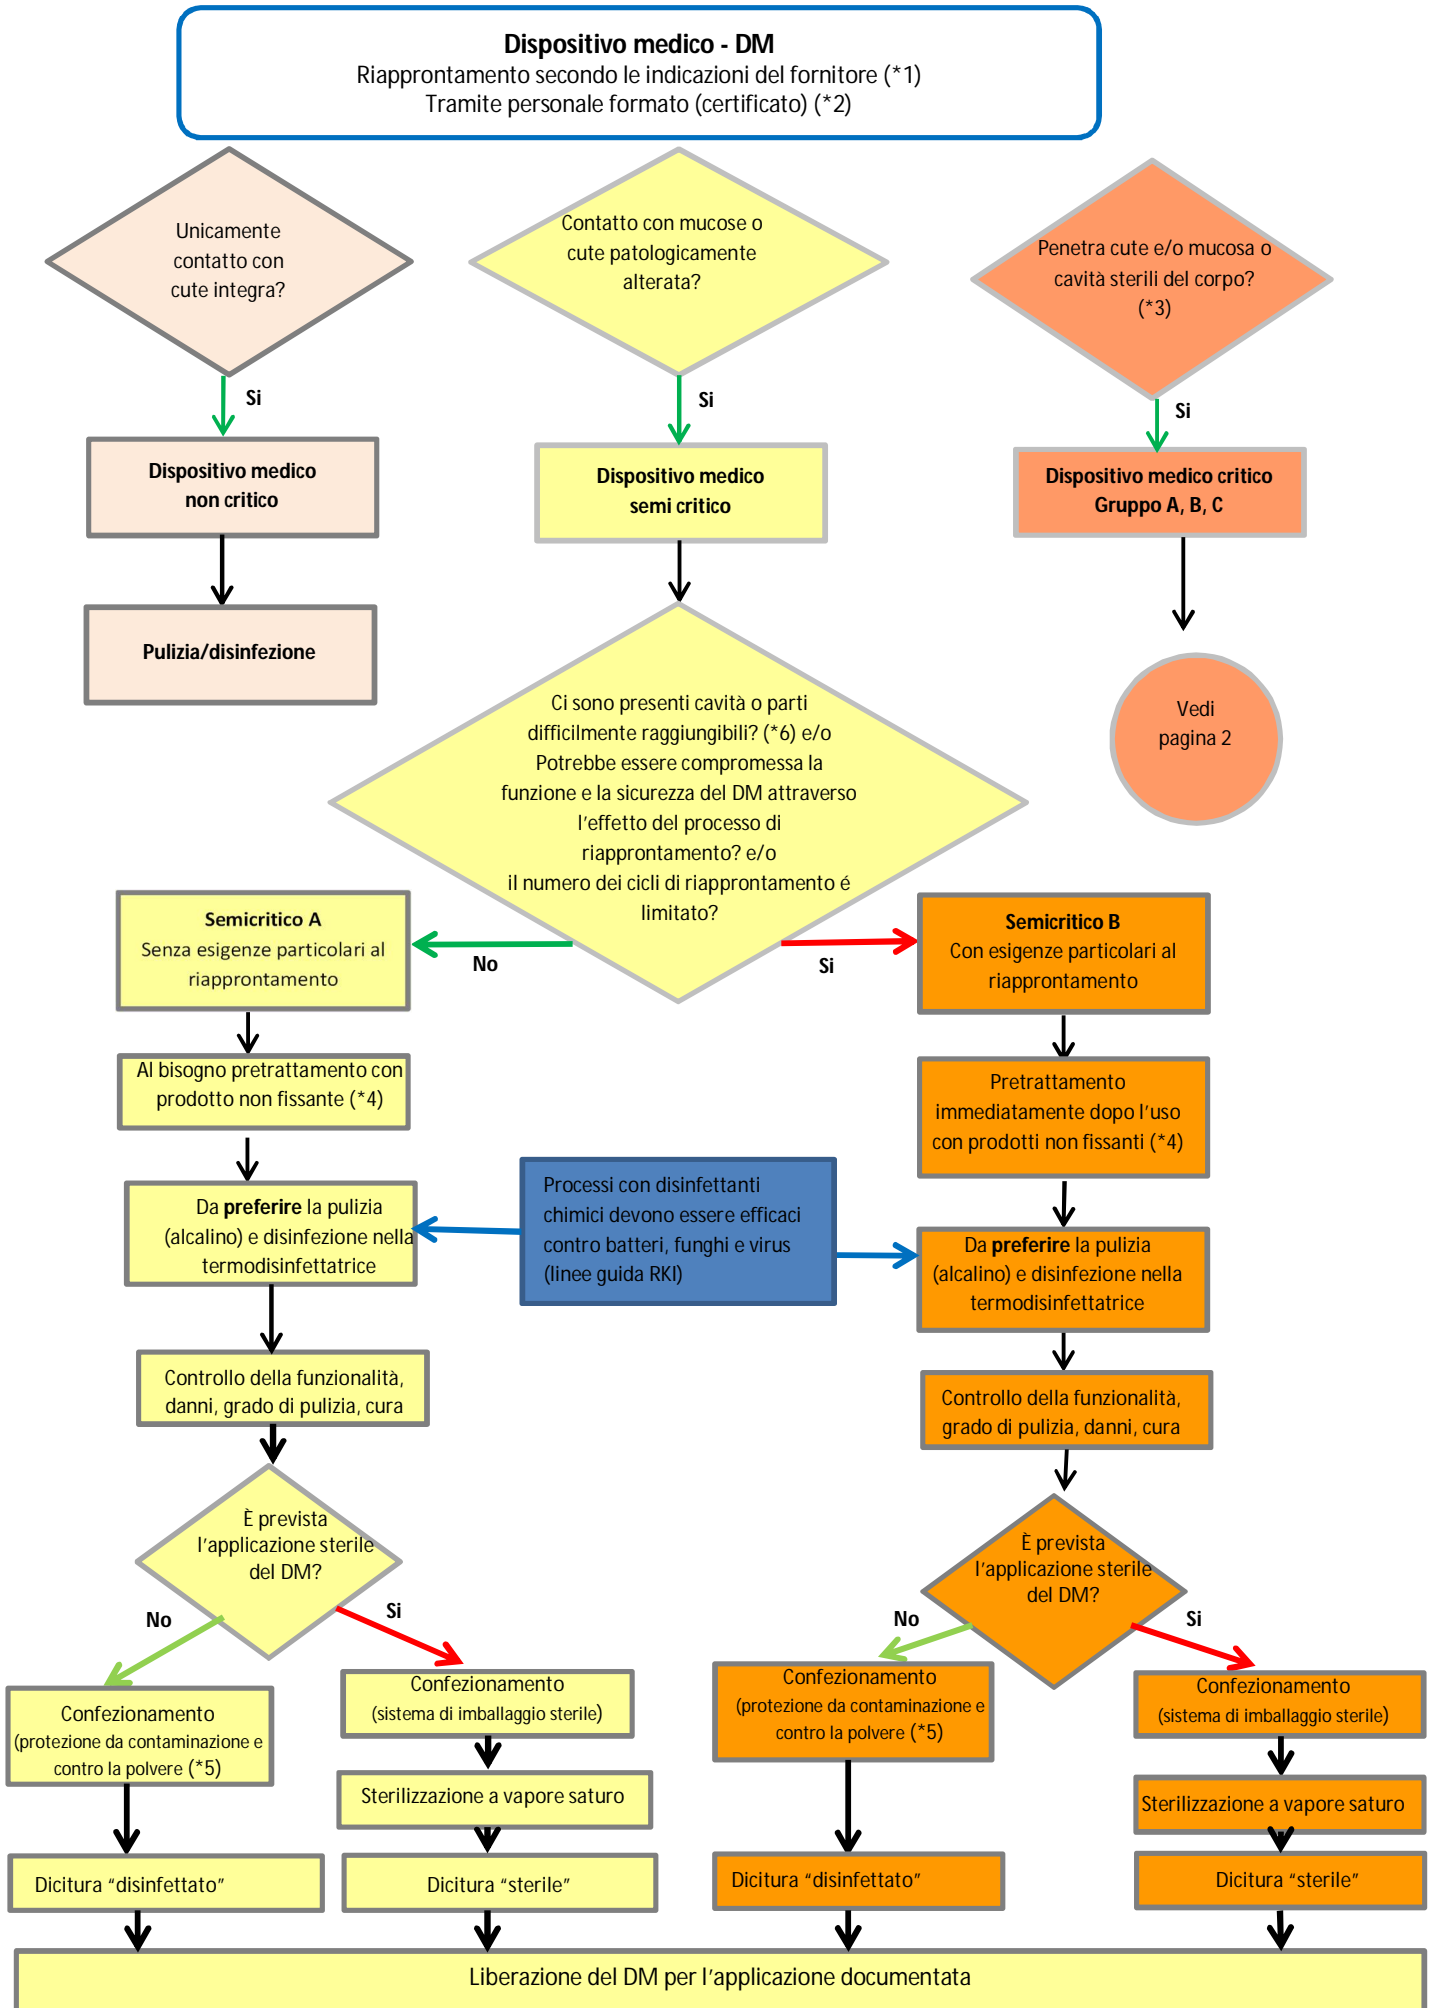 Dispositivo medico - DM
Riapprontamento secondo le indicazioni del fornitore (*1)
Tramite personale formato (certificato) (*2)
Unicamente
contatto con
cute integra?
Contatto con mucose o
cute patologicamente
alterata?
Penetra cute e/o mucosa o
cavità sterili del corpo?
(*3)
Si
Si
Si
Dispositivo medico
non critico
Dispositivo medico
semi critico
Dispositivo medico critico
Gruppo A, B, C
Pulizia/disinfezione
Vedi
pagina 2
Ci sono presenti cavità o parti
difficilmente raggiungibili? (*6) e/o
Potrebbe essere compromessa la
funzione e la sicurezza del DM attraverso
l'effetto del processo di
riapprontamento? e/o
il numero dei cicli di riapprontamento é
limitato?
No
Si
Semicritico A
Senza esigenze particolari al
riapprontamento
Semicritico B
Con esigenze particolari al
riapprontamento
Al bisogno pretrattamento con
prodotto non fissante (*4)
Pretrattamento
immediatamente dopo l'uso
con prodotti non fissanti (*4)
Da preferire la pulizia
(alcalino) e disinfezione nella
termodisinfettatrice
Processi con disinfettanti
chimici devono essere efficaci
contro batteri, funghi e virus
(linee guida RKI)
Da preferire la pulizia
(alcalino) e disinfezione nella
termodisinfettatrice
Controllo della funzionalità,
danni, grado di pulizia, cura
Controllo della funzionalità,
grado di pulizia, danni, cura
È prevista
l'applicazione sterile
del DM?
È prevista
l'applicazione sterile
del DM?
No
Si
No
Si
Confezionamento
(protezione da contaminazione e
contro la polvere (*5)
Confezionamento
(sistema di imballaggio sterile)
Confezionamento
(protezione da contaminazione e
contro la polvere (*5)
Confezionamento
(sistema di imballaggio sterile)
Sterilizzazione a vapore saturo
Sterilizzazione a vapore saturo
Dicitura "disinfettato"
Dicitura "sterile"
Dicitura "disinfettato"
Dicitura "sterile"
Liberazione del DM per l'applicazione documentata